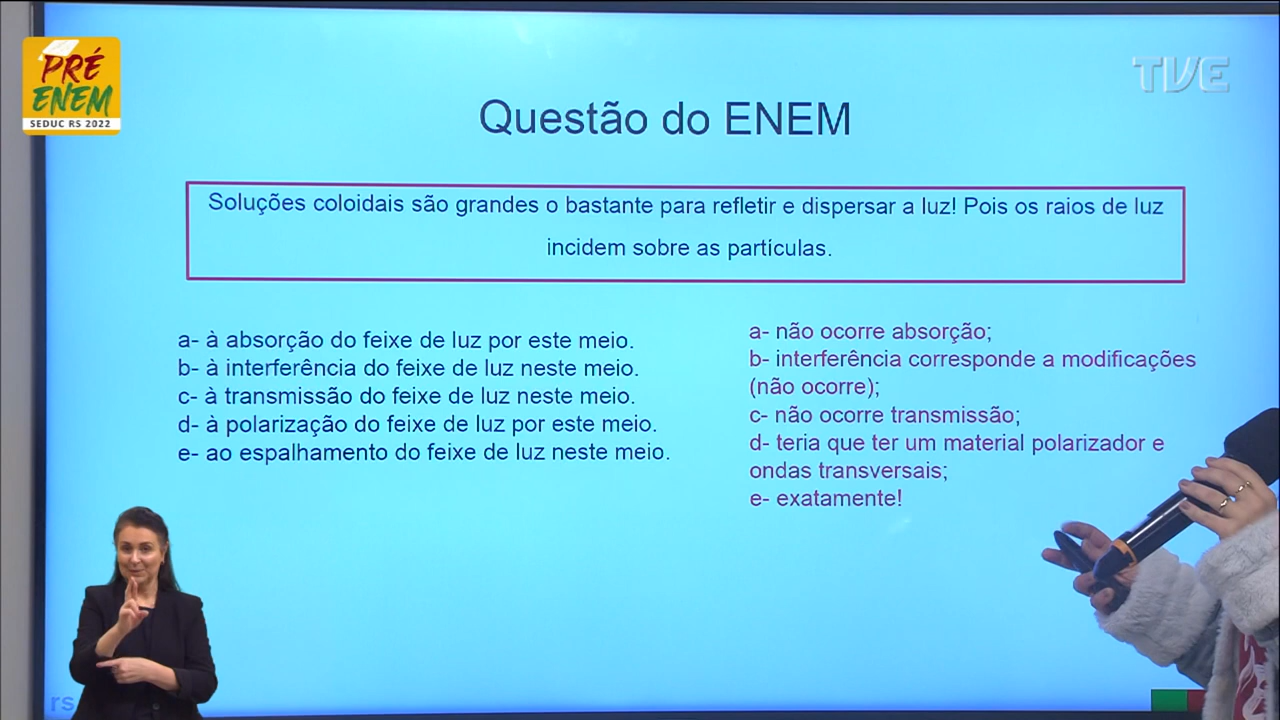 PRÉ
ENEM
SEDUC RS 2022
TVE
Questão do ENEM
Soluções coloidais são grandes o bastante para refletir e dispersar a luz! Pois os raios de luz
incidem sobre as partículas.
a- à absorção do feixe de luz por este meio.
b- à interferência do feixe de luz neste meio.
c- à transmissão do feixe de luz neste meio.
d- à polarização do feixe de luz por este meio.
e- ao espalhamento do feixe de luz neste meio.
a- não ocorre absorção;
b- interferência corresponde a modificações
(não ocorre);
c- não ocorre transmissão;
d- teria que ter um material polarizador e
ondas transversais;
e- exatamente!
rs